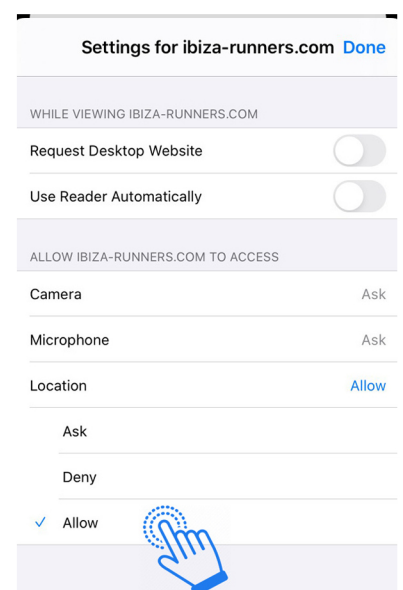 Settings for ibiza-runners.com Done
WHILE VIEWING IBIZA-RUNNERS.COM
Request Desktop Website
Use Reader Automatically
ALLOW IBIZA-RUNNERS.COM TO ACCESS
Camera Ask
Microphone Ask
Location Allow
Ask
Deny
Allow